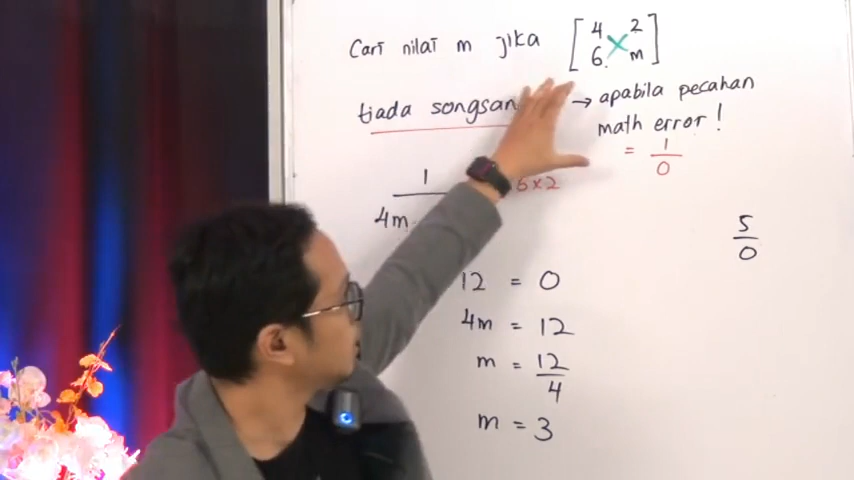 Cari nilai m jika [4 2
6 m]
tiada → apabila pecahan
math error!
= 1/0
1
4m 6×2
5/0
12 = 0
4m = 12
m = 12/4
m = 3